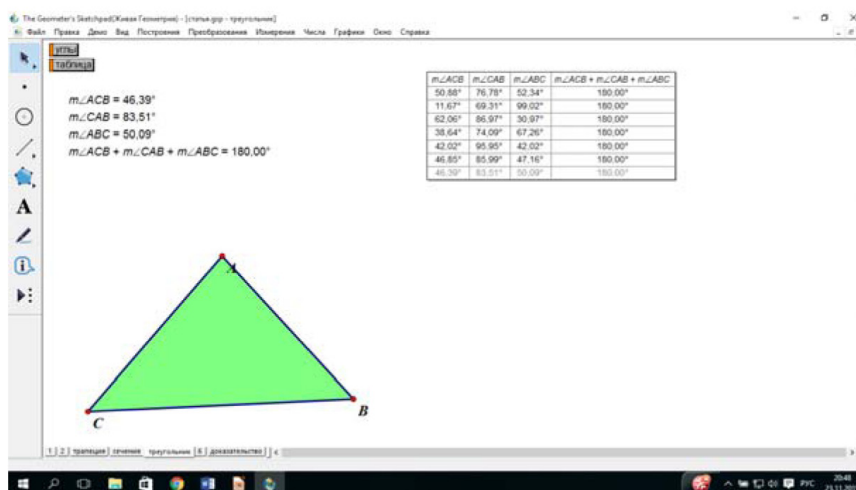 The Geometer's Sketchpad(Живая Геометрия) - [статья.gsp - треугольник]
Файл Правка Демо Вид Построения Преобразования Измерения Числа Графики Окно Справка
углы
таблица
m∠ACB = 46,39°
m∠CAB = 83,51°
m∠ABC = 50,09°
m∠ACB + m∠CAB + m∠ABC = 180,00°
m∠ACB m∠CAB m∠ABC m∠ACB + m∠CAB + m∠ABC
50,88° 76,78° 52,34° 180,00°
11,67° 69,31° 99,02° 180,00°
62,06° 86,97° 30,97° 180,00°
38,64° 74,09° 67,26° 180,00°
42,02° 95,95° 42,02° 180,00°
46,85° 85,99° 47,16° 180,00°
46,39° 83,51° 50,09° 180,00°
A
A
C
B
1 2 трапеция сечения треугольник 6 доказательство
РУС
20:48